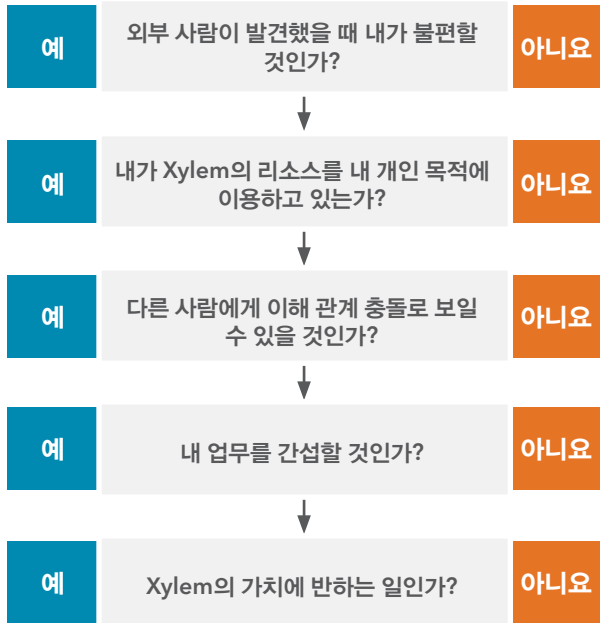 예
외부 사람이 발견했을 때 내가 불편할
것인가?
아니요
예
내가 Xylem의 리소스를 내 개인 목적에
이용하고 있는가?
아니요
예
다른 사람에게 이해 관계 충돌로 보일
수 있을 것인가?
아니요
예
내 업무를 간섭할 것인가?
아니요
예
Xylem의 가치에 반하는 일인가?
아니요